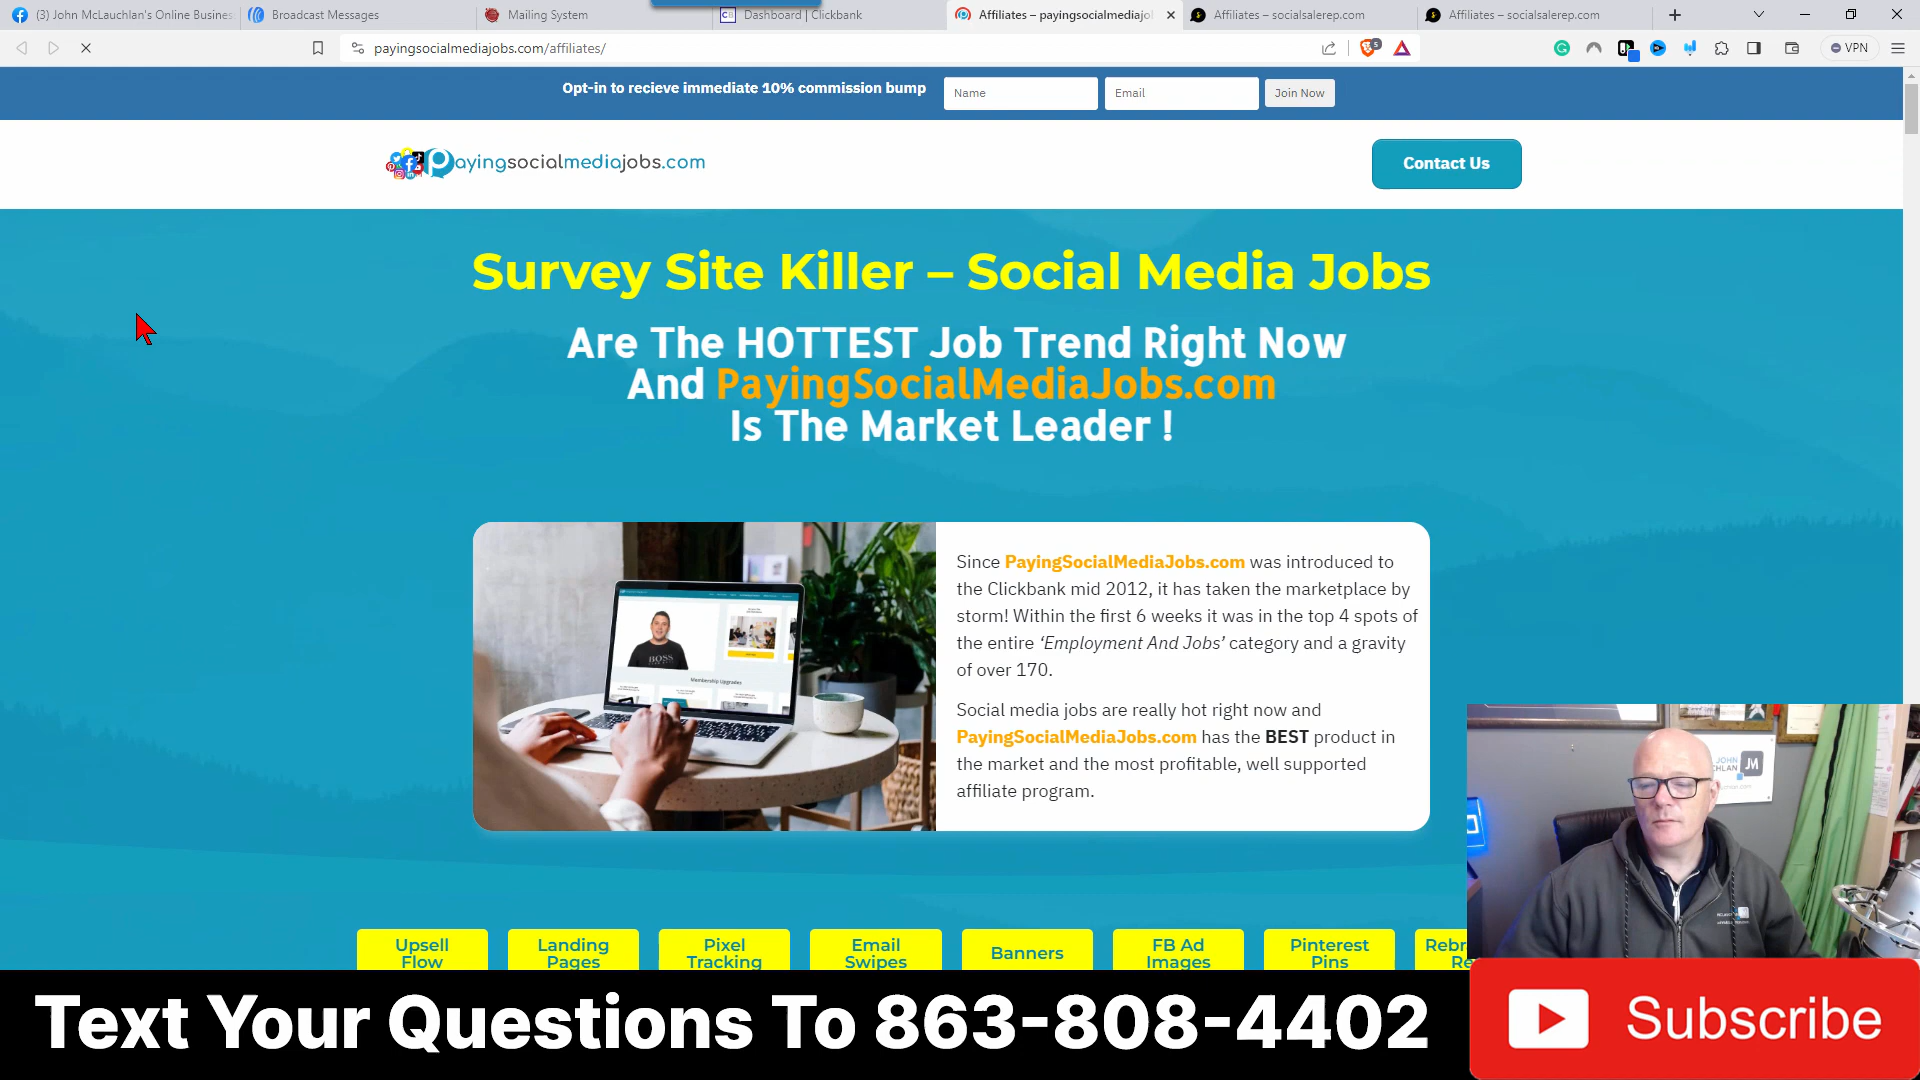 (3) John McLauchlan's Online Busines
Broadcast Messages
Mailing System
Dashboard | Clickbank
Affiliates – payingsocialmediajo
Affiliates – socialsalerep.com
Affiliates – socialsalerep.com
payingsocialmediajobs.com/affiliates/
5
VPN
Opt-in to recieve immediate 10% commission bump
Name
Email
Join Now
payingsocialmediajobs.com
Contact Us
Survey Site Killer – Social Media Jobs
Are The HOTTEST Job Trend Right Now
And PayingSocialMediaJobs.com
Is The Market Leader !
BOSS
Membership Upgrades
Since PayingSocialMediaJobs.com was introduced to
the Clickbank mid 2012, it has taken the marketplace by
storm! Within the first 6 weeks it was in the top 4 spots of
the entire ‘Employment And Jobs’ category and a gravity
of over 170.
Social media jobs are really hot right now and
PayingSocialMediaJobs.com has the BEST product in
the market and the most profitable, well supported
affiliate program.
JOHN
CHLAN
JM
Upsell
Flow
Landing
Pages
Pixel
Tracking
Email
Swipes
Banners
FB Ad
Images
Pinterest
Pins
Rebr
Re
Text Your Questions To 863-808-4402
Subscribe